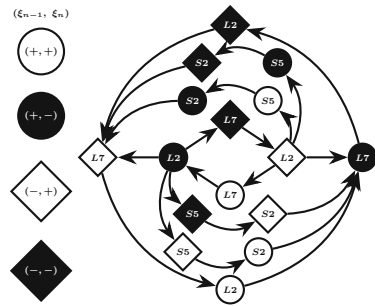 (ξn−1, ξn)
(+,+)
(+,−)
(−,+)
(−,−)
L2
S2
S5
S2
S5
L7
L7
L2
L2
L7
L7
S5
S2
S5
S2
L2